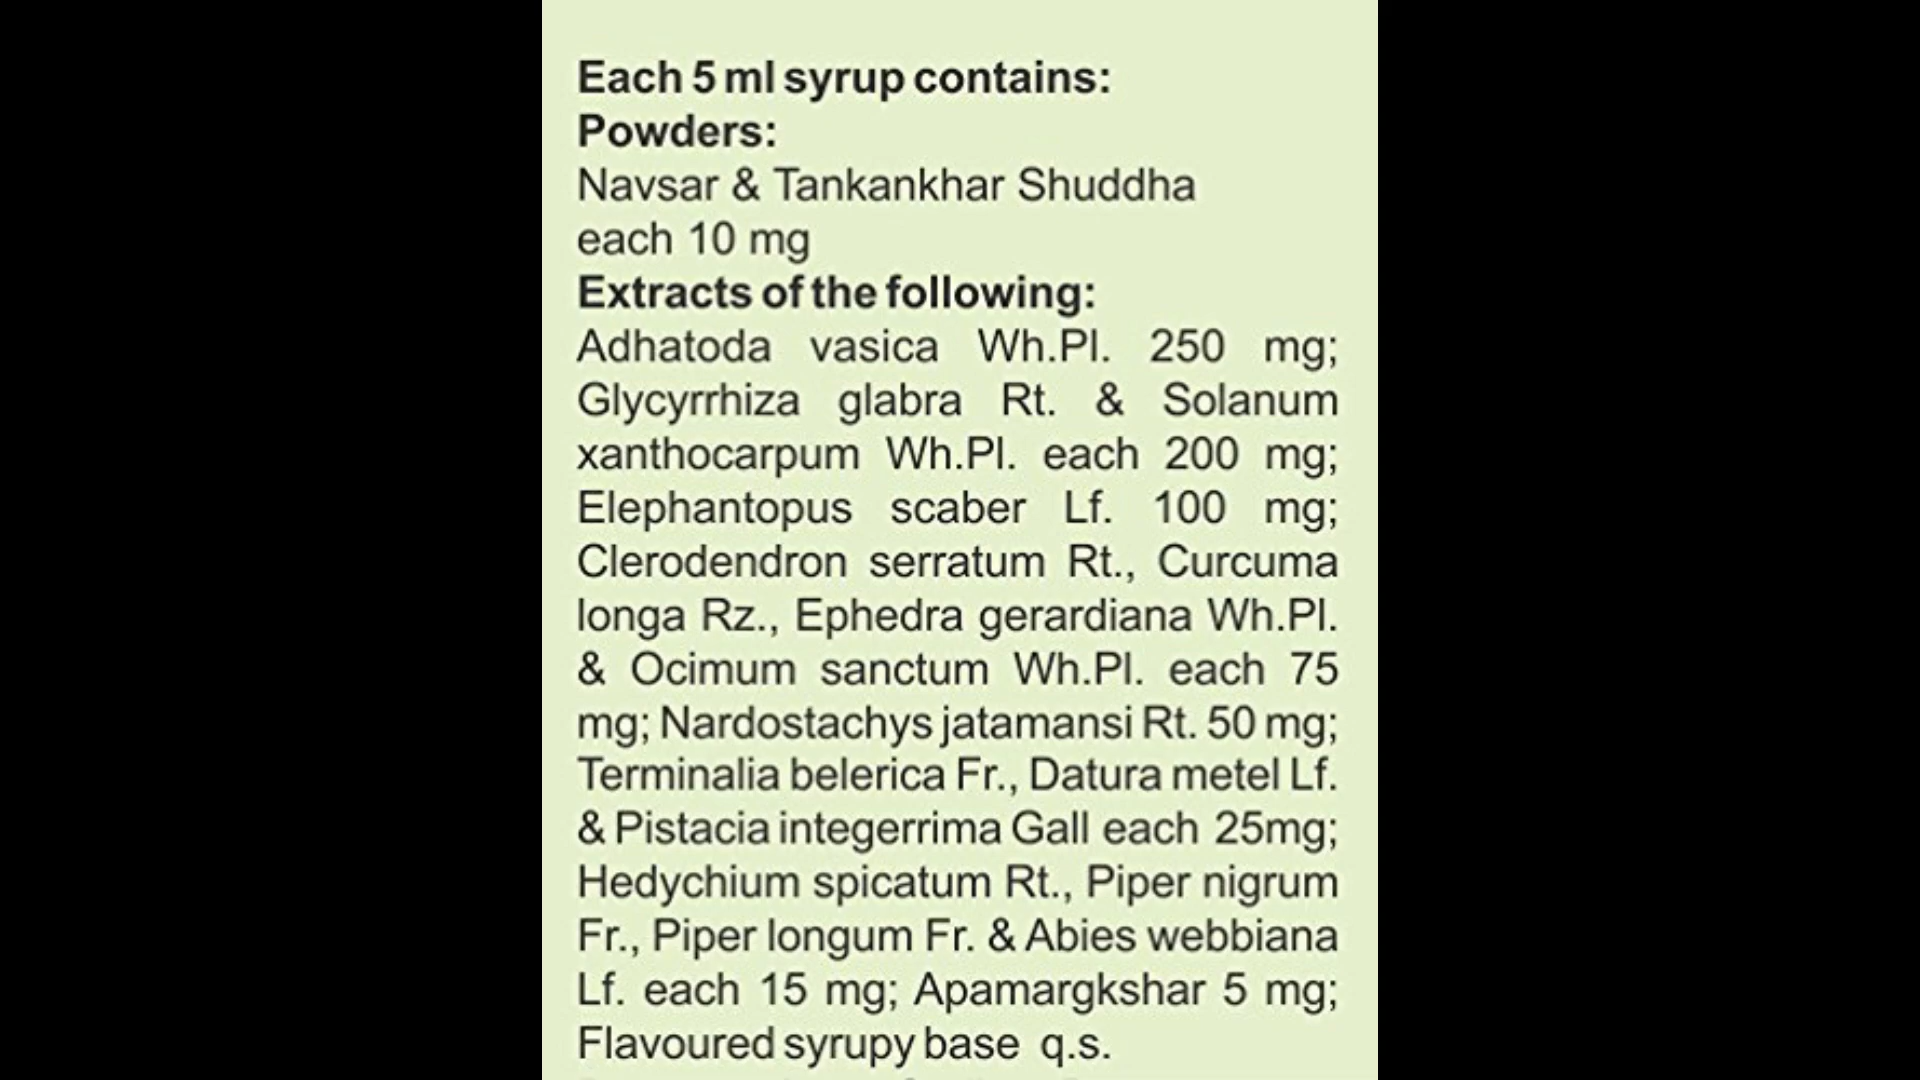 Each 5 ml syrup contains:
Powders:
Navsar & Tankankhar Shuddha
each 10 mg
Extracts of the following:
Adhatoda vasica Wh.Pl. 250 mg;
Glycyrrhiza glabra Rt. & Solanum
xanthocarpum Wh.Pl. each 200 mg;
Elephantopus scaber Lf. 100 mg;
Clerodendron serratum Rt., Curcuma
longa Rz., Ephedra gerardiana Wh.Pl.
& Ocimum sanctum Wh.Pl. each 75
mg; Nardostachys jatamansi Rt. 50 mg;
Terminalia belerica Fr., Datura metel Lf.
& Pistacia integerrima Gall each 25mg;
Hedychium spicatum Rt., Piper nigrum
Fr., Piper longum Fr. & Abies webbiana
Lf. each 15 mg; Apamargkshar 5 mg;
Flavoured syrupy base q.s.